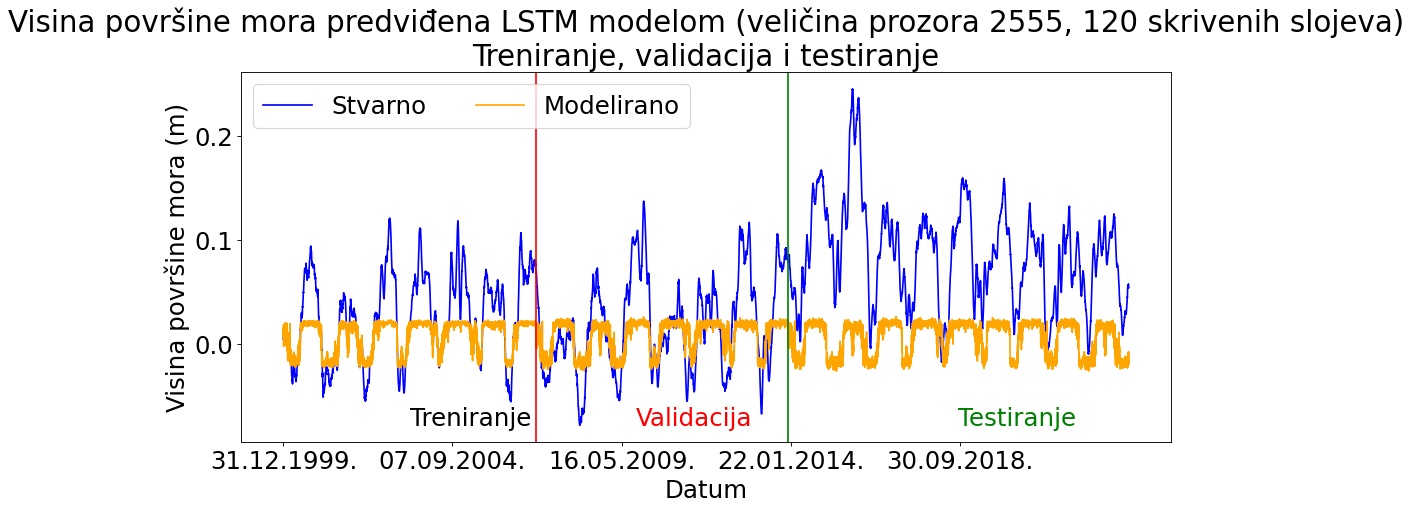 Visina površine mora predviđena LSTM modelom (veličina prozora 2555, 120 skrivenih slojeva)
Treniranje, validacija i testiranje
Stvarno
Modelirano
Visina površine mora (m)
0.2
0.1
0.0
Treniranje
Validacija
Testiranje
31.12.1999.
07.09.2004.
16.05.2009.
22.01.2014.
30.09.2018.
Datum